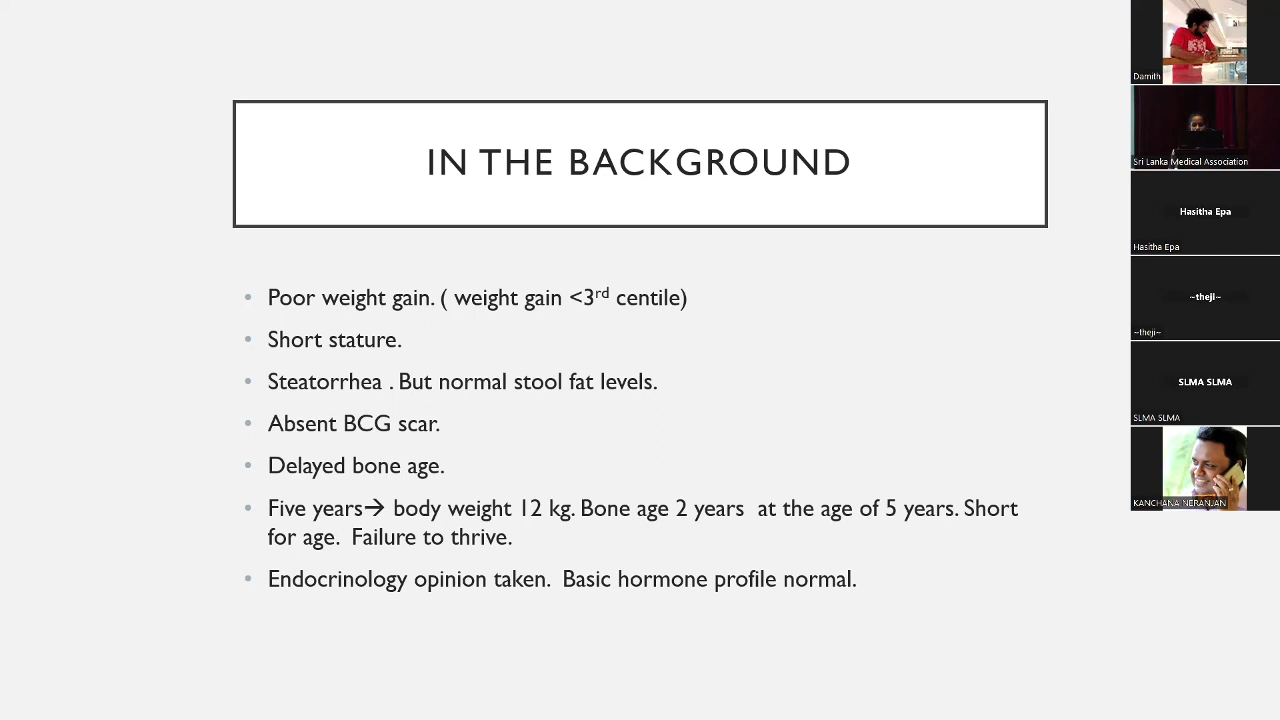 IN THE BACKGROUND
• Poor weight gain. ( weight gain <3rd centile)
• Short stature.
• Steatorrhea . But normal stool fat levels.
• Absent BCG scar.
• Delayed bone age.
• Five years→ body weight 12 kg. Bone age 2 years at the age of 5 years. Short
for age. Failure to thrive.
• Endocrinology opinion taken. Basic hormone profile normal.
Damith
Sri Lanka Medical Association
Hasitha Epa
Hasitha Epa
~theji~
~theji~
SLMA SLMA
SLMA SLMA
KANCHANA NERANJAN